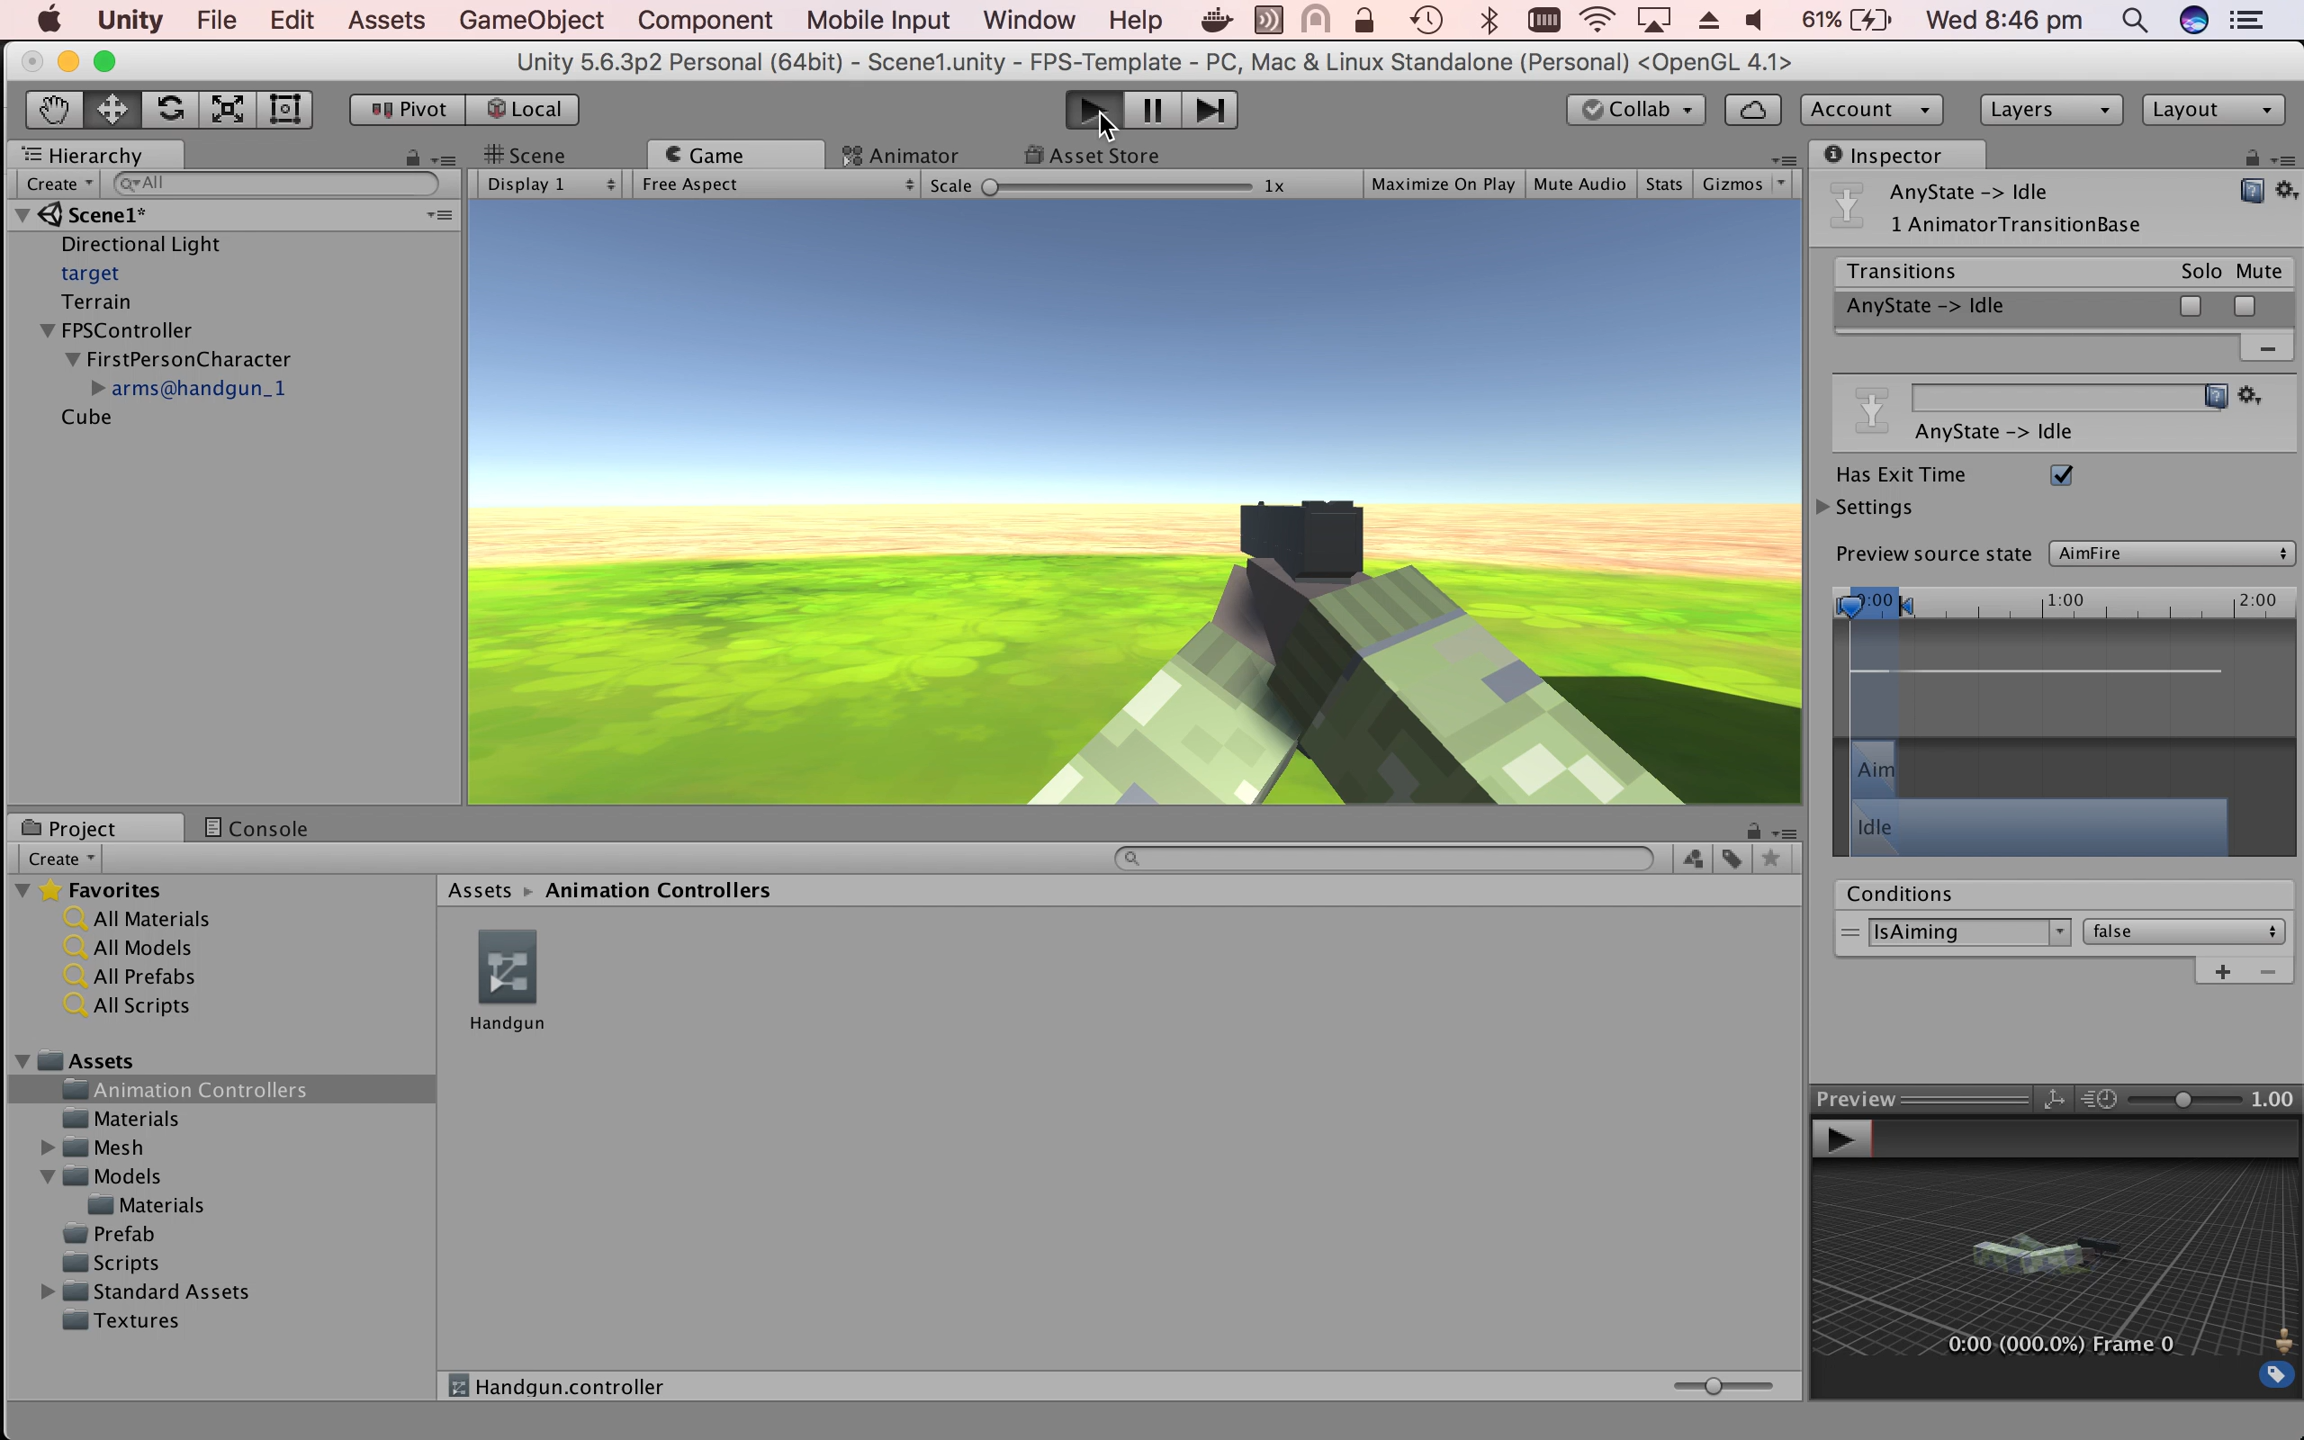 Unity File Edit Assets GameObject Component Mobile Input Window Help 61% Wed 8:46 pm
Unity 5.6.3p2 Personal (64bit) - Scene1.unity - FPS-Template - PC, Mac & Linux Standalone (Personal) <OpenGL 4.1>
Pivot Local Collab Account Layers Layout
Hierarchy
Create All
Scene1*
Directional Light
target
Terrain
FPSController
FirstPersonCharacter
arms@handgun_1
Cube
Scene Game Animator Asset Store
Display 1 Free Aspect Scale 1x Maximize On Play Mute Audio Stats Gizmos
Inspector
AnyState -> Idle
1 AnimatorTransitionBase
Transitions Solo Mute
AnyState -> Idle
AnyState -> Idle
Has Exit Time
Settings
Preview source state AimFire
0:00 1:00 2:00
Aim
Idle
Conditions
IsAiming false
Preview 1.00
0:00 (000.0%) Frame 0
Project Console
Create
Favorites
All Materials
All Models
All Prefabs
All Scripts
Assets
Animation Controllers
Materials
Mesh
Models
Materials
Prefab
Scripts
Standard Assets
Textures
Assets Animation Controllers
Handgun
Handgun.controller